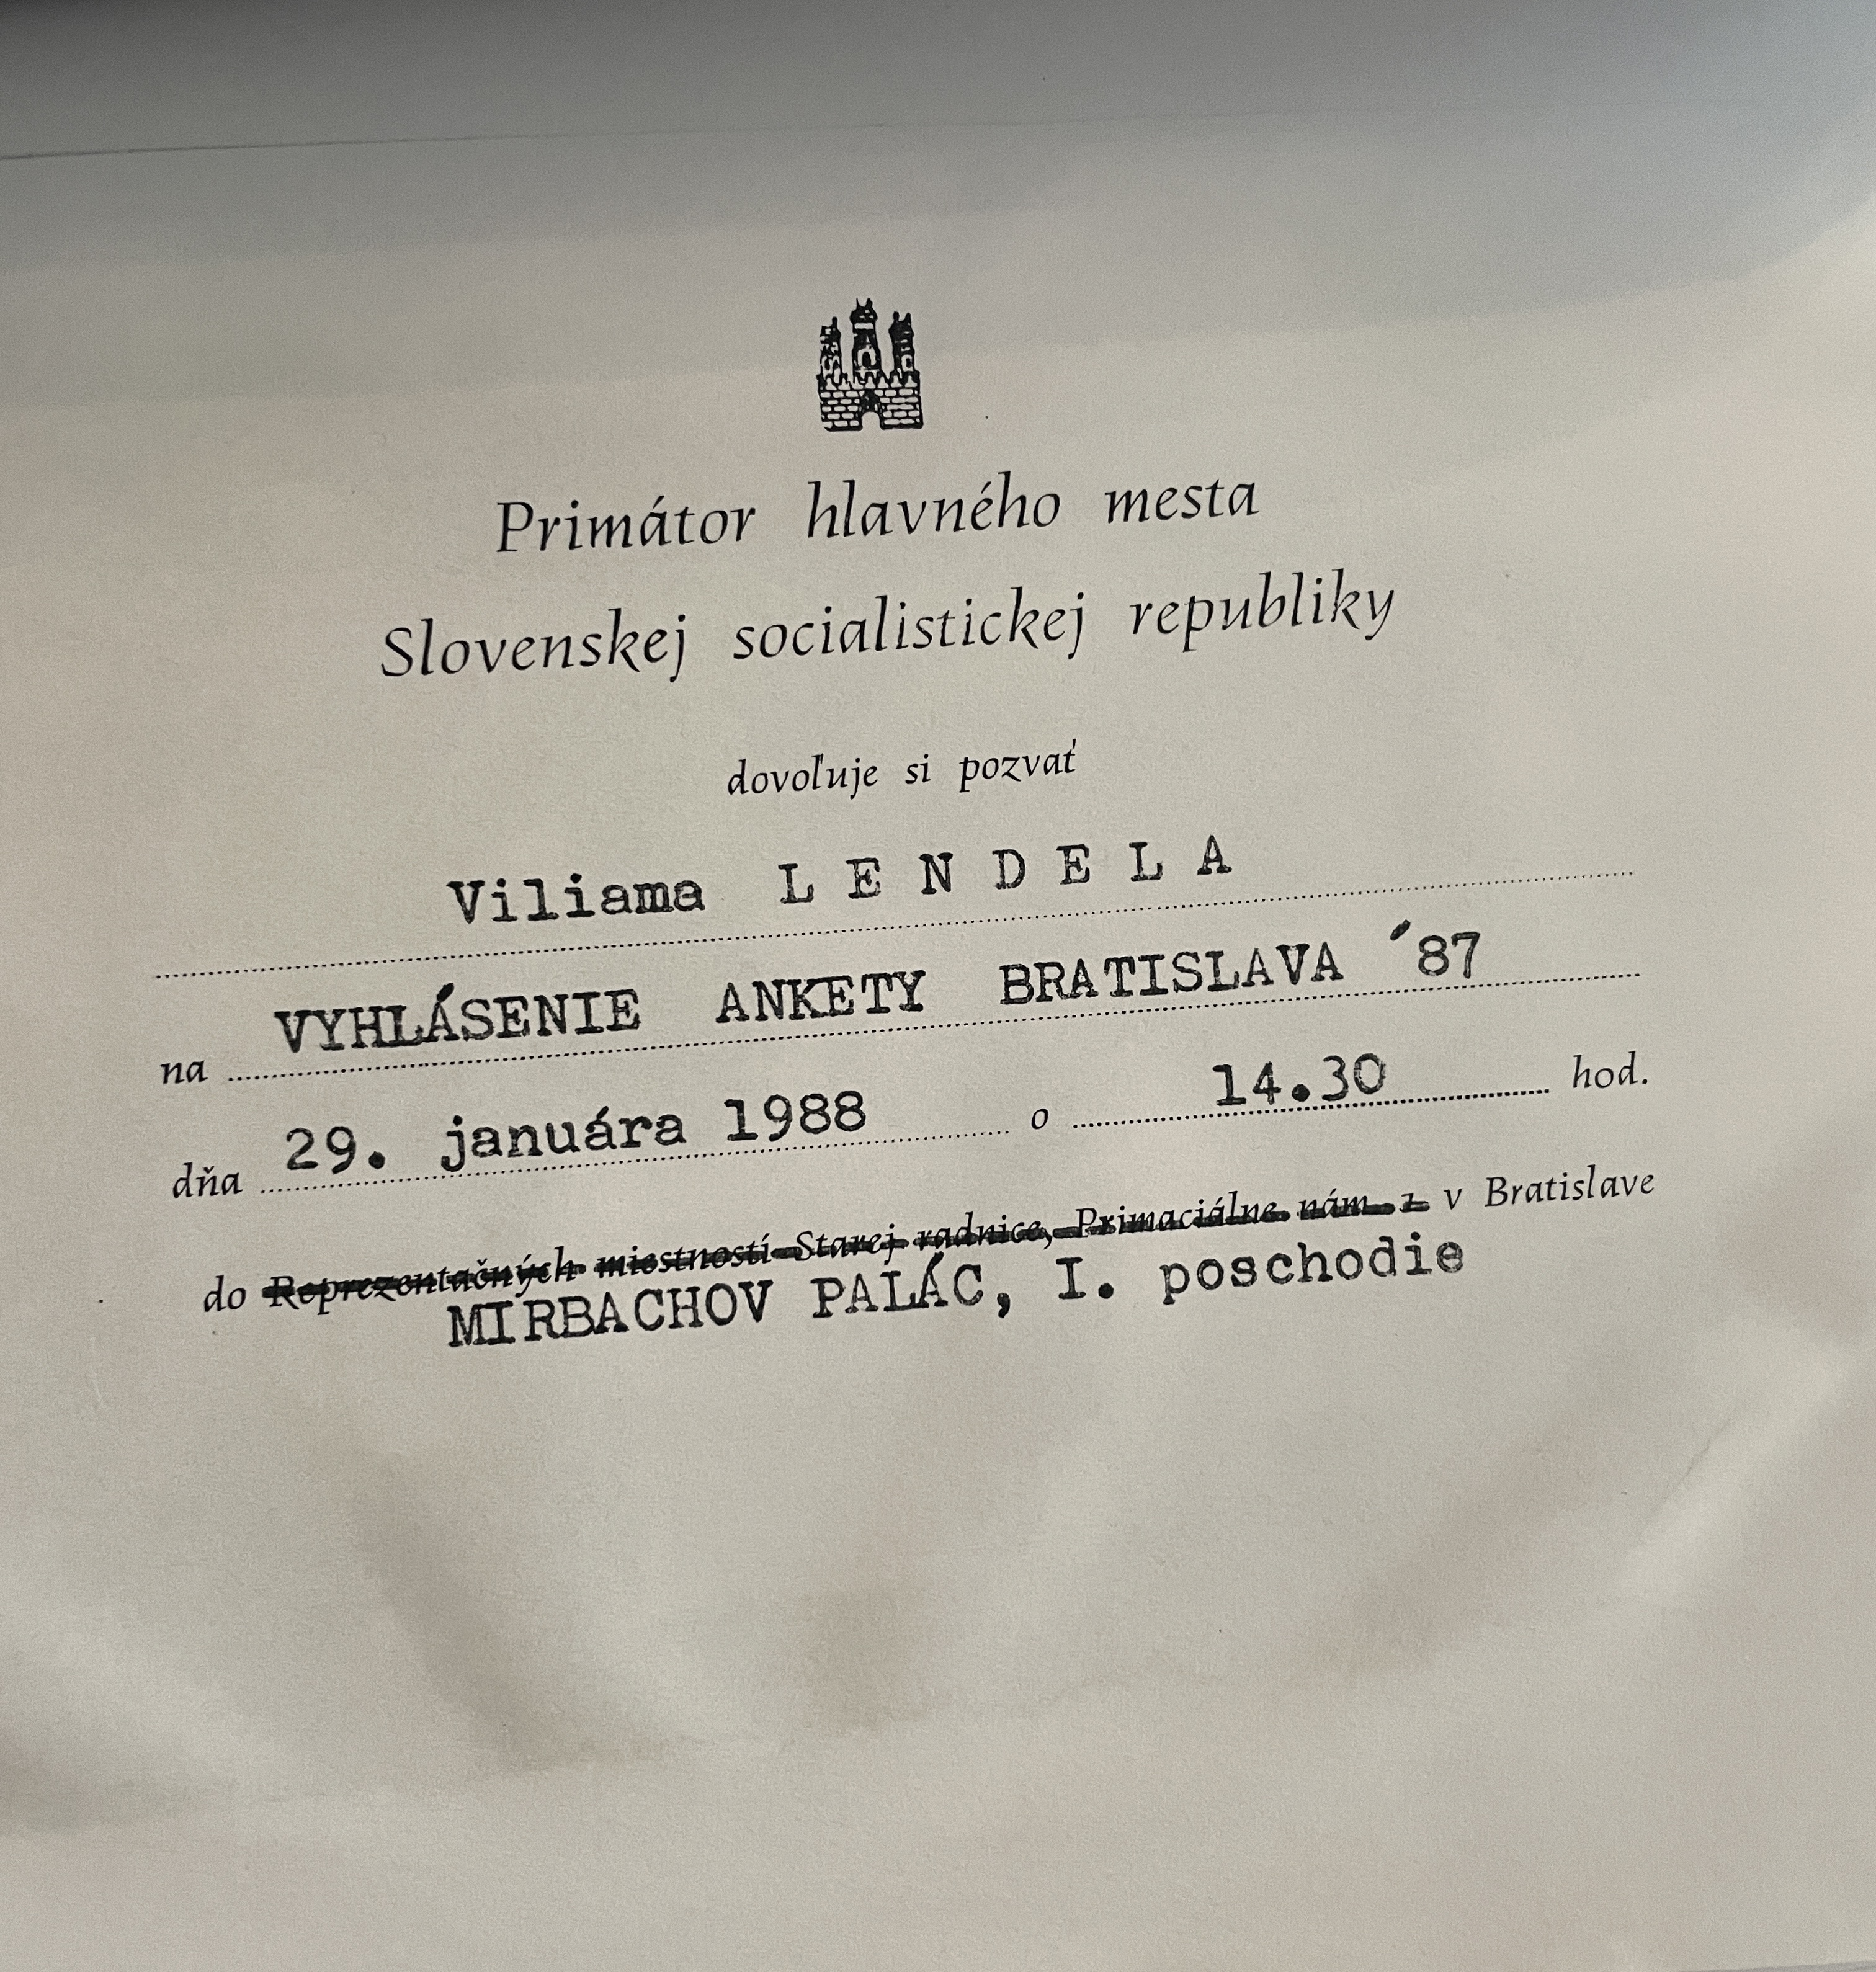 Primátor hlavného mesta
Slovenskej socialistickej republiky
dovoľuje si pozvať
Viliama L E N D E L A
na VYHLÁSENIE ANKETY BRATISLAVA ´87
dňa 29. januára 1988 o 14.30 hod.
do Reprezentačných miestností Starej radnice, Primaciálne nám. 1 v Bratislave
MIRBACHOV PALÁC, I. poschodie